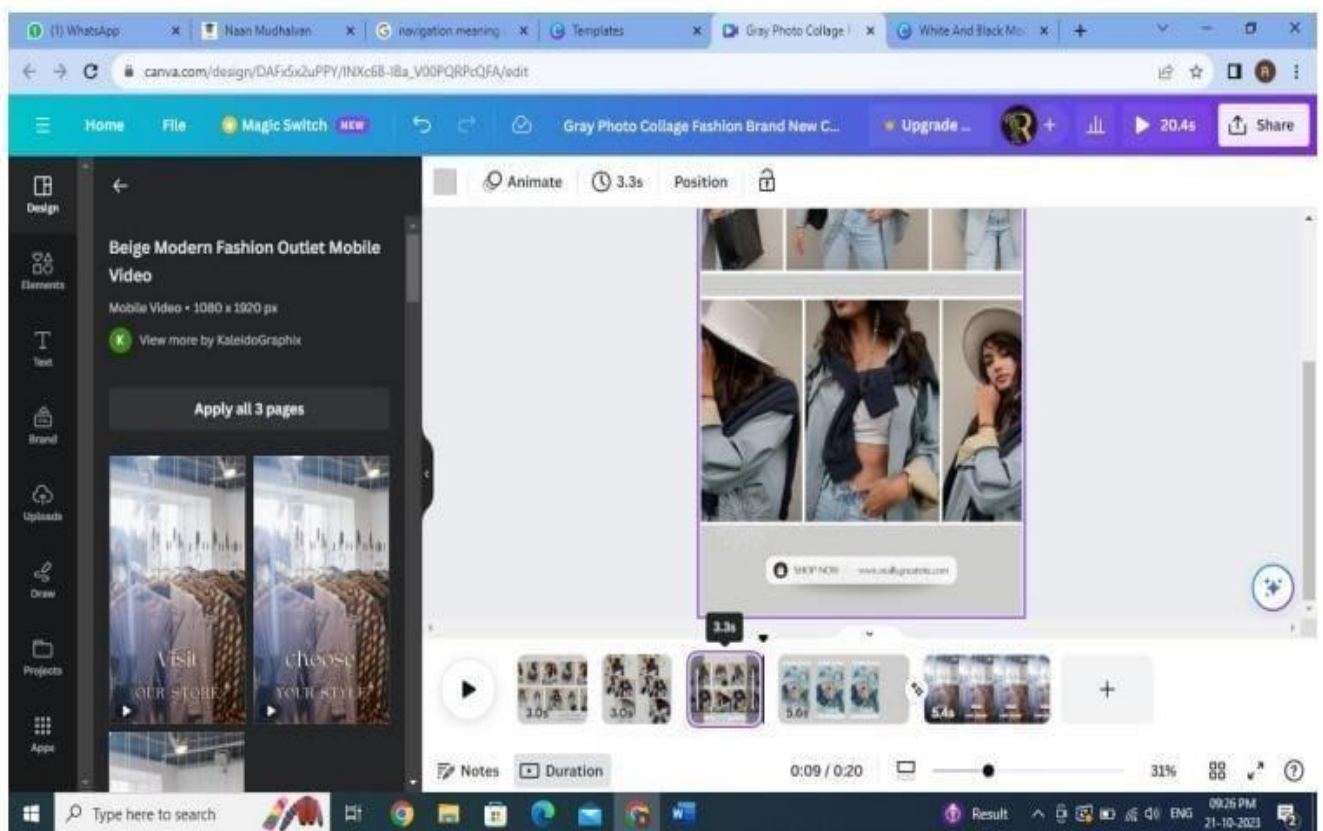 (1) WhatsApp
Naan Mudhalvan
navigation meaning
Templates
Gray Photo Collage
White And Black Mo
canva.com/design/DAFx5x2uPPY/INXc6B-IBa_V00PQRPcQFA/edit
Home File Magic Switch NEW Gray Photo Collage Fashion Brand New C... Upgrade ... 20.4s Share
Design
Elements
Text
Brand
Uploads
Draw
Projects
Apps
Beige Modern Fashion Outlet Mobile
Video
Mobile Video • 1080 x 1920 px
K View more by KaleidoGraphix
Apply all 3 pages
Visit
OUR STORE
choose
YOUR STYLE
Animate 3.3s Position
SHOP NOW
3.3s
3.0s
3.0s
5.6s
5.4s
Notes Duration 0:09 / 0:20 31%
Type here to search
Result ENG
09:26 PM
21-10-2023
2